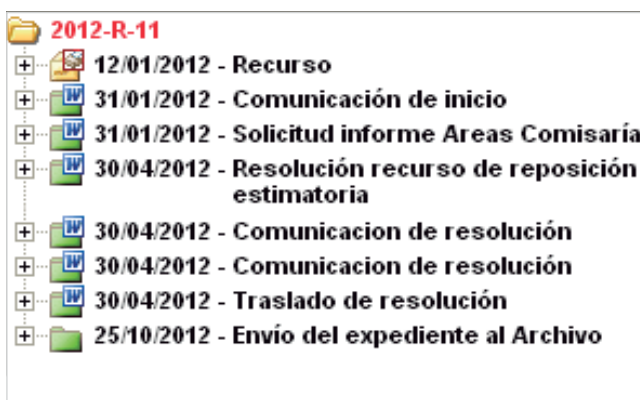 2012-R-11
12/01/2012 - Recurso
31/01/2012 - Comunicación de inicio
31/01/2012 - Solicitud informe Areas Comisaría
30/04/2012 - Resolución recurso de reposición
estimatoria
30/04/2012 - Comunicacion de resolución
30/04/2012 - Comunicacion de resolución
30/04/2012 - Traslado de resolución
25/10/2012 - Envío del expediente al Archivo